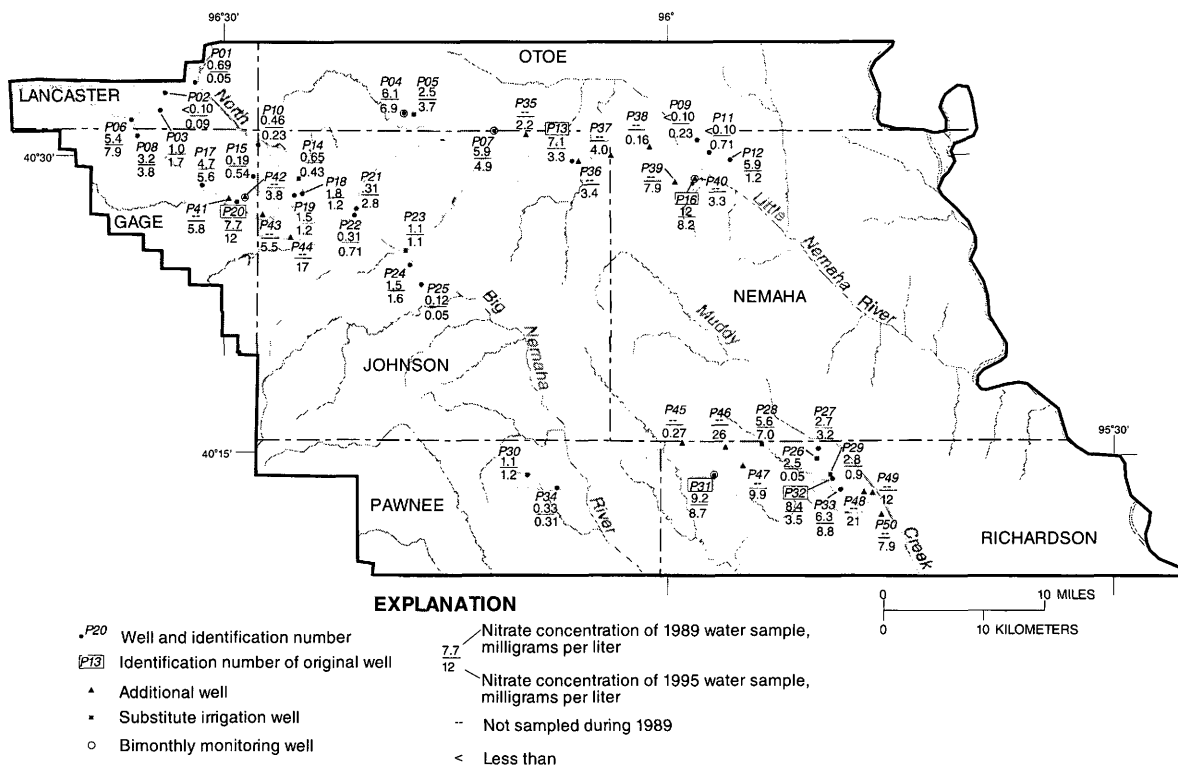 96°30'
96°
OTOE
LANCASTER
P01
0.69
0.05
P02
<0.10
0.09
North
P03
1.0
1.7
P06
5.4
7.9
P08
3.2
3.8
P10
0.46
0.23
P04
6.1
6.9
P05
2.5
3.7
P35
--
2.2
P07
5.9
4.9
P13
7.1
3.3
P37
--
4.0
P36
--
3.4
P38
--
0.16
P09
<0.10
0.23
P11
<0.10
0.71
P12
5.9
1.2
P39
--
7.9
P40
--
3.3
P16
12
8.2
40°30'
P17
4.7
5.6
P15
0.19
0.54
P14
0.65
0.43
P42
--
3.8
P18
1.8
1.2
P21
31
2.8
P19
1.5
1.2
P22
0.31
0.71
P41
--
5.8
P20
7.7
12
P43
--
5.5
P44
--
17
GAGE
P23
1.1
1.1
P24
1.5
1.6
P25
0.12
0.05
Big
Nemaha
River
Little
Nemaha
River
NEMAHA
Muddy
Creek
JOHNSON
P45
--
0.27
P46
--
26
P28
5.6
7.0
P27
2.7
3.2
P26
2.5
0.05
P29
2.8
0.9
95°30'
40°15'
P30
1.1
1.2
P34
0.33
0.31
P31
9.2
8.7
P47
--
9.9
P32
8.4
3.5
P33
6.3
8.8
P48
--
21
P49
--
12
P50
--
7.9
PAWNEE
RICHARDSON
EXPLANATION
0 10 MILES
0 10 KILOMETERS
P20 Well and identification number
P13 Identification number of original well
Additional well
Substitute irrigation well
Bimonthly monitoring well
7.7
12
Nitrate concentration of 1989 water sample,
milligrams per liter
Nitrate concentration of 1995 water sample,
milligrams per liter
-- Not sampled during 1989
< Less than